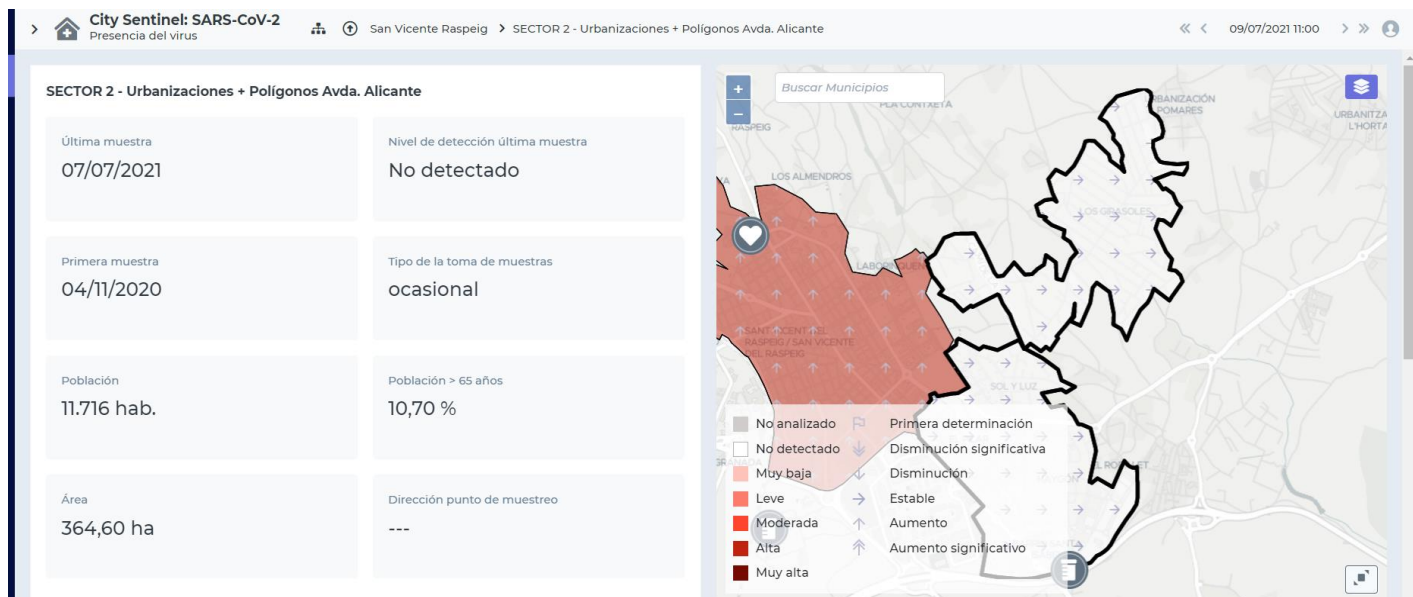 City Sentinel: SARS-CoV-2
Presencia del virus
San Vicente Raspeig > SECTOR 2 - Urbanizaciones + Polígonos Avda. Alicante
09/07/2021 11:00
SECTOR 2 - Urbanizaciones + Polígonos Avda. Alicante
Última muestra
07/07/2021
Nivel de detección última muestra
No detectado
Primera muestra
04/11/2020
Tipo de la toma de muestras
ocasional
Población
11.716 hab.
Población > 65 años
10,70 %
Área
364,60 ha
Dirección punto de muestreo
---
+
−
Buscar Municipios
PLA CONTXETA
RASPEIG
URBANIZACIÓN
POMARES
URBANITZA
L'HORTA
LOS ALMENDROS
LOS GIRASOLES
SANT VICENT DEL
RASPEIG / SAN VICENTE
DEL RASPEIG
SOL Y LUZ
No analizado
Primera determinación
No detectado
Disminución significativa
Muy baja
Disminución
Leve
Estable
Moderada
Aumento
Alta
Aumento significativo
Muy alta